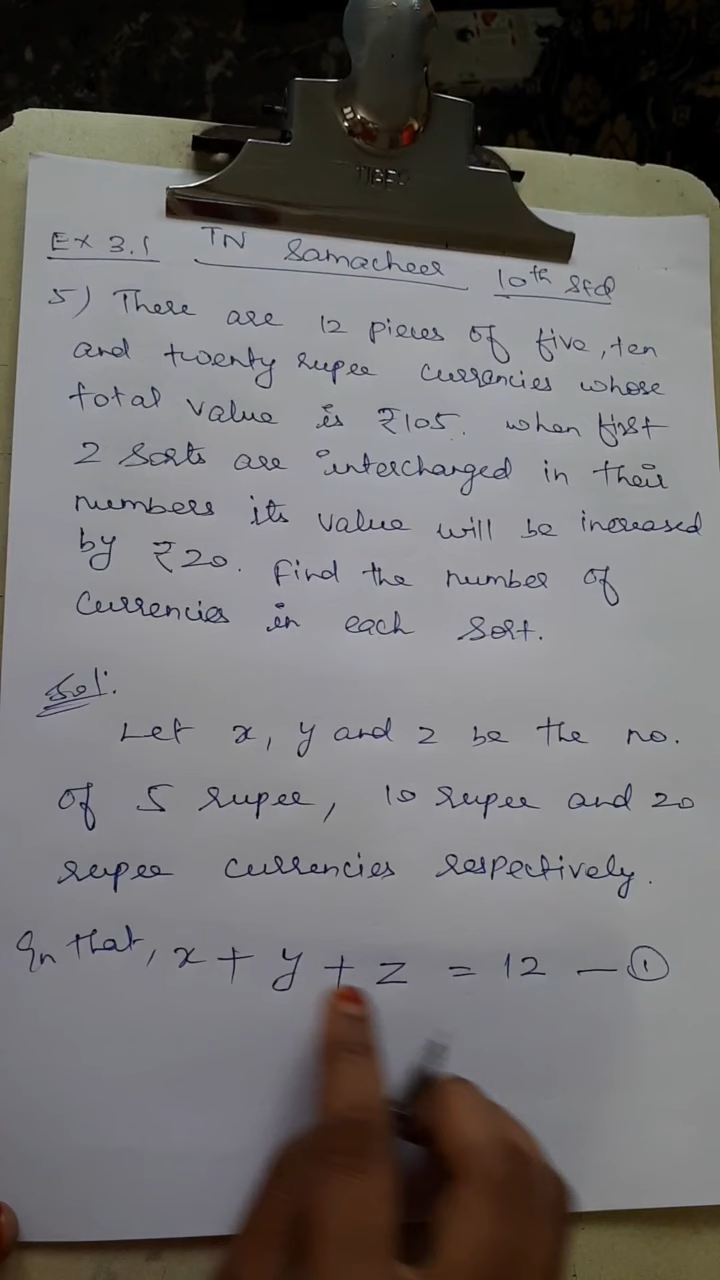 TIGER
Ex 3.1 TN Samacheer 10th std
5) There are 12 pieces of five, ten
and twenty rupee currencies whose
total value is ₹105. when first
2 sorts are interchanged in their
numbers its value will be increased
by ₹20. Find the number of
currencies in each sort.
Sol:
Let x, y and z be the no.
of 5 rupee, 10 rupee and 20
rupee currencies respectively.
Gn that, x + y + z = 12 — ①